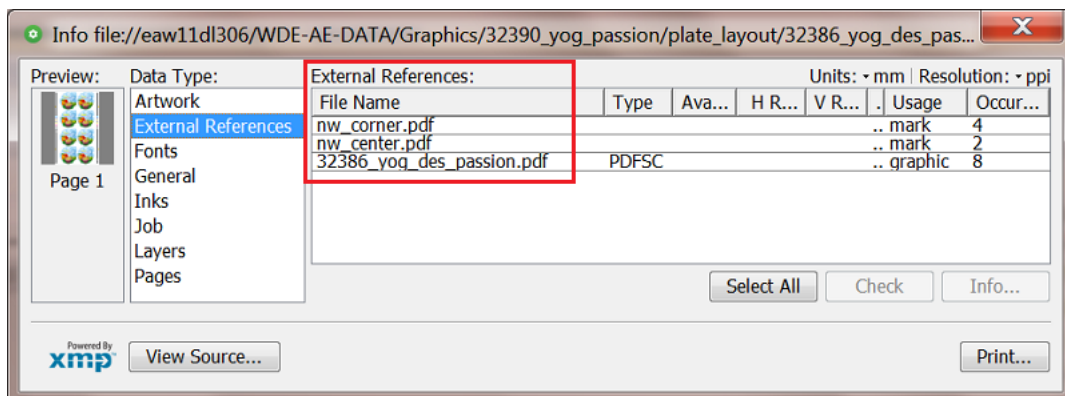 Info file://eaw11dl306/WDE-AE-DATA/Graphics/32390_yog_passion/plate_layout/32386_yog_des_pas... X
Preview: Data Type: External References: Units: mm | Resolution: ppi
Artwork
External References
Fonts
General
Inks
Job
Layers
Pages
Page 1
File Name Type Ava... H R... V R... . Usage Occur...
nw_corner.pdf .. mark 4
nw_center.pdf .. mark 2
32386_yog_des_passion.pdf PDFSC .. graphic 8
Select All Check Info...
Powered By
xmp View Source... Print...